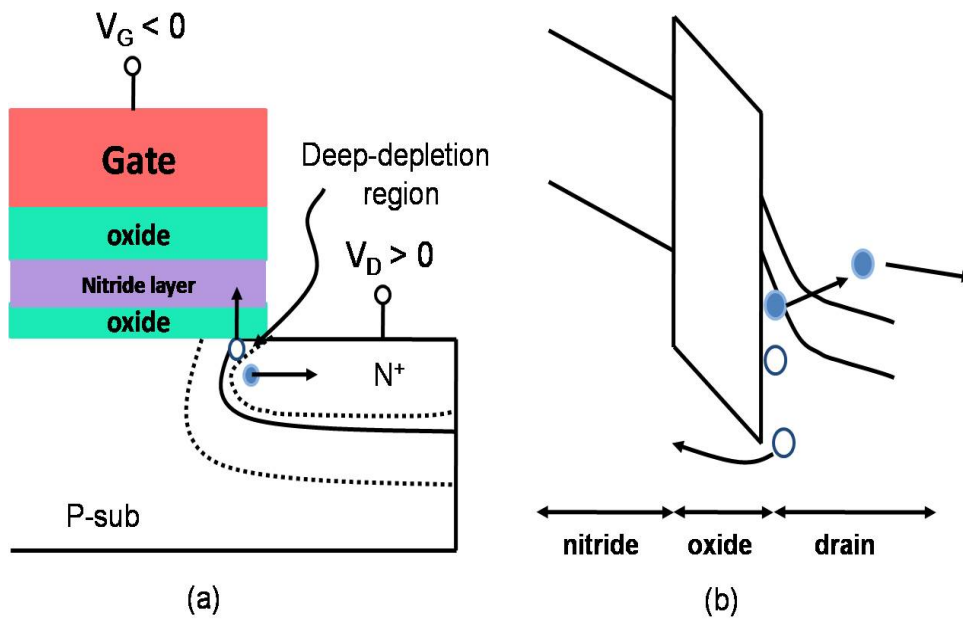 V_G < 0
Gate
oxide
Nitride layer
oxide
Deep-depletion
region
V_D > 0
N⁺
P-sub
(a)
nitride
oxide
drain
(b)